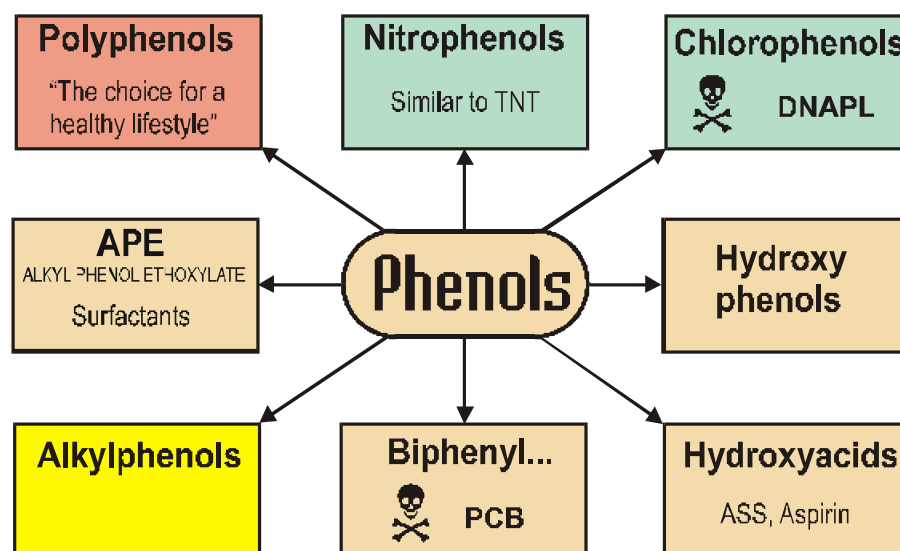 Polyphenols
“The choice for a
healthy lifestyle”
Nitrophenols
Similar to TNT
Chlorophenols
DNAPL
APE
ALKYL PHENOL ETHOXYLATE
Surfactants
Phenols
Hydroxy
phenols
Alkylphenols
Biphenyl...
PCB
Hydroxyacids
ASS, Aspirin